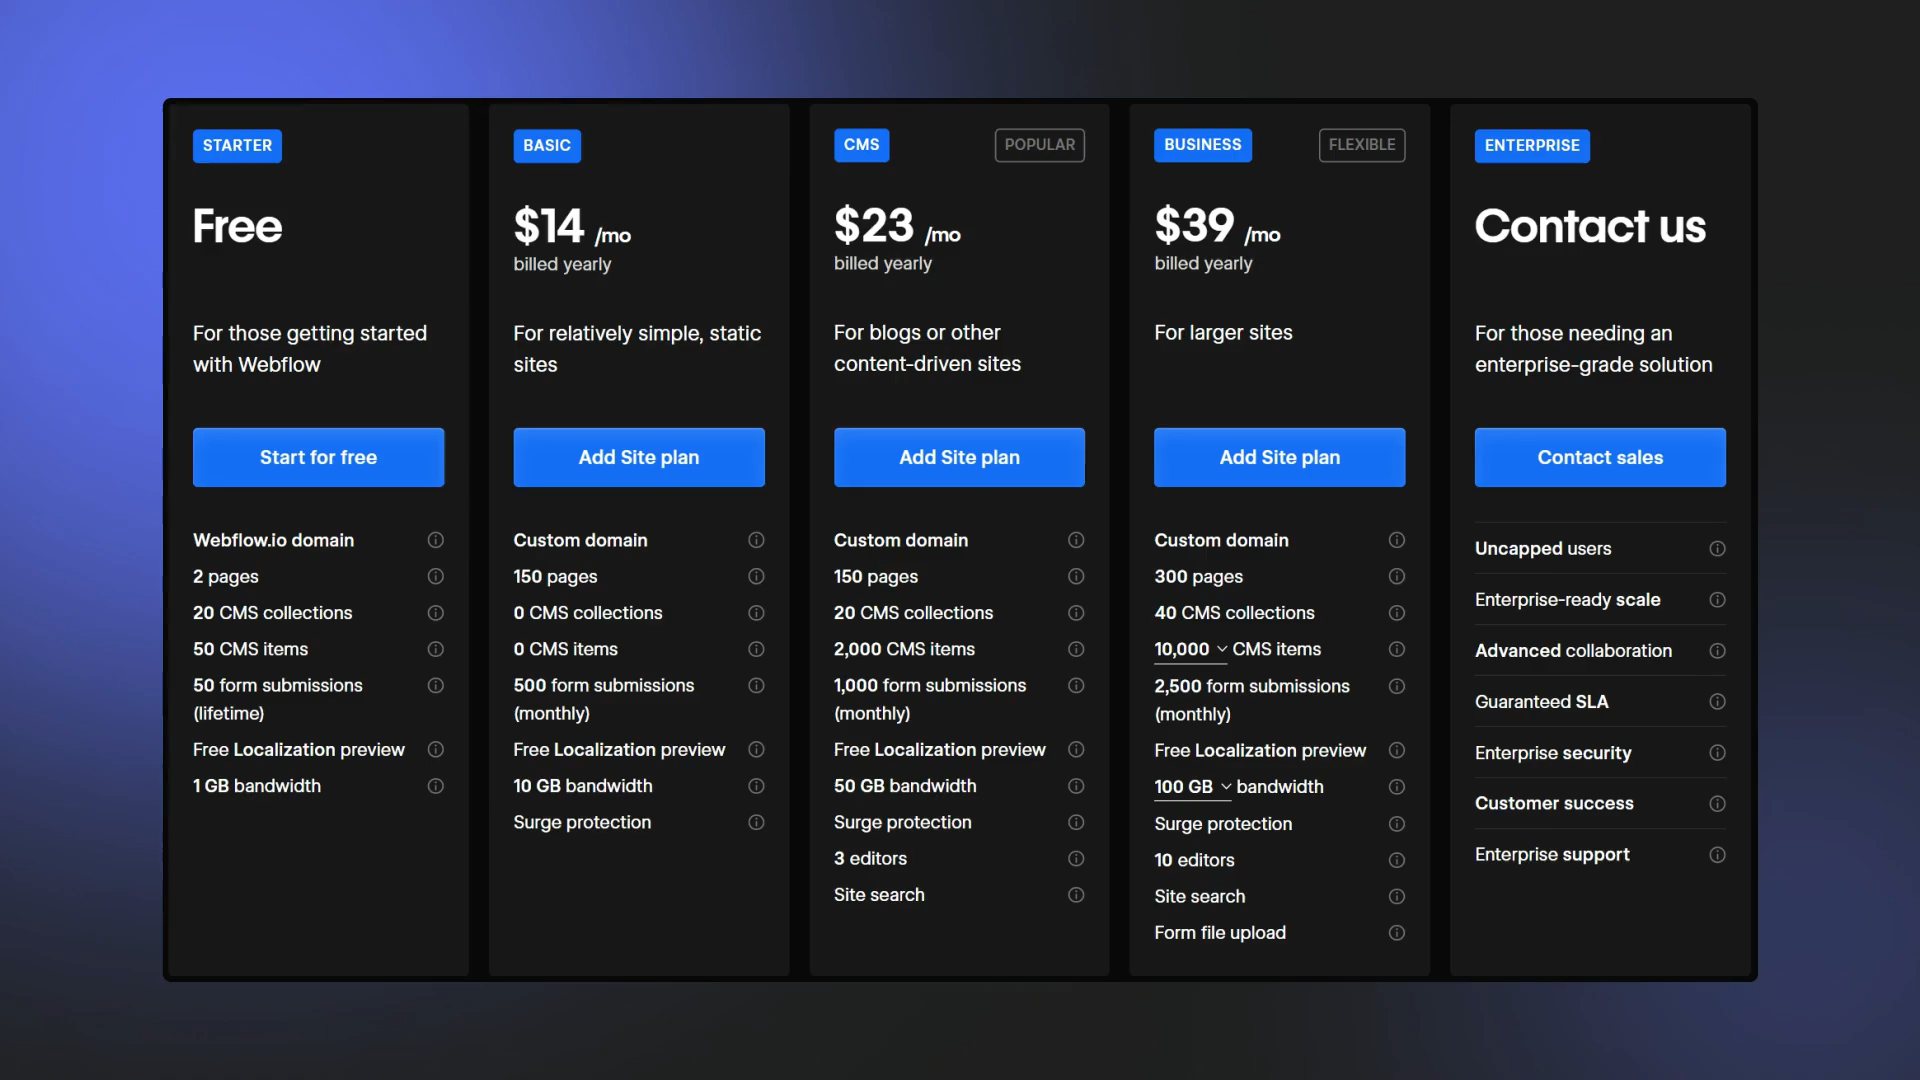 STARTER
Free
For those getting started
with Webflow
Start for free
Webflow.io domain
2 pages
20 CMS collections
50 CMS items
50 form submissions
(lifetime)
Free Localization preview
1 GB bandwidth
BASIC
$14 /mo
billed yearly
For relatively simple, static
sites
Add Site plan
Custom domain
150 pages
0 CMS collections
0 CMS items
500 form submissions
(monthly)
Free Localization preview
10 GB bandwidth
Surge protection
CMS
POPULAR
$23 /mo
billed yearly
For blogs or other
content-driven sites
Add Site plan
Custom domain
150 pages
20 CMS collections
2,000 CMS items
1,000 form submissions
(monthly)
Free Localization preview
50 GB bandwidth
Surge protection
3 editors
Site search
BUSINESS
FLEXIBLE
$39 /mo
billed yearly
For larger sites
Add Site plan
Custom domain
300 pages
40 CMS collections
10,000 CMS items
2,500 form submissions
(monthly)
Free Localization preview
100 GB bandwidth
Surge protection
10 editors
Site search
Form file upload
ENTERPRISE
Contact us
For those needing an
enterprise-grade solution
Contact sales
Uncapped users
Enterprise-ready scale
Advanced collaboration
Guaranteed SLA
Enterprise security
Customer success
Enterprise support